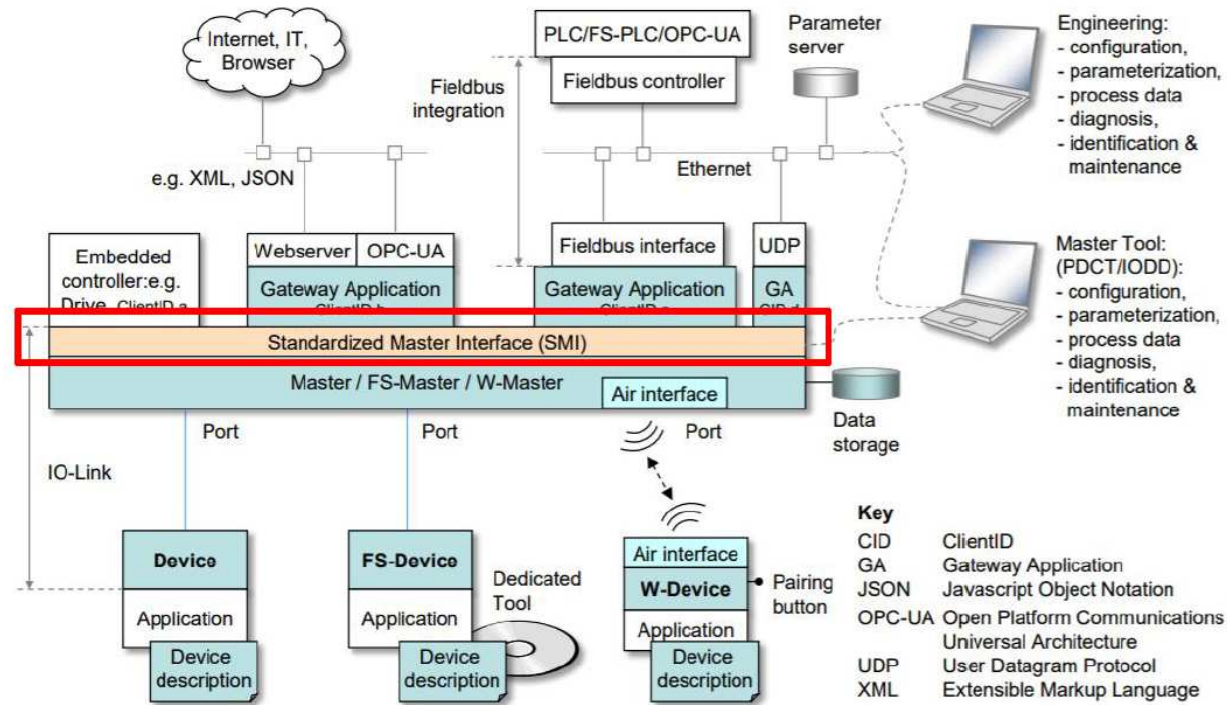 Internet, IT,
Browser
PLC/FS-PLC/OPC-UA
Fieldbus controller
Fieldbus
integration
Parameter
server
Engineering:
- configuration,
- parameterization,
- process data
- diagnosis,
- identification &
maintenance
e.g. XML, JSON
Ethernet
Embedded
controller:e.g.
Drive ClientID a
Webserver
OPC-UA
Gateway Application
ClientID b
Fieldbus interface
Gateway Application
ClientID
UDP
GA
Master Tool:
(PDCT/IODD):
- configuration,
- parameterization,
- process data
- diagnosis,
- identification &
maintenance
Standardized Master Interface (SMI)
Master / FS-Master / W-Master
Air interface
Data
storage
Port
Port
Port
IO-Link
Device
Application
Device
description
FS-Device
Application
Device
description
Dedicated
Tool
Air interface
W-Device
Application
Device
description
Pairing
button
Key
CID ClientID
GA Gateway Application
JSON Javascript Object Notation
OPC-UA Open Platform Communications
Universal Architecture
UDP User Datagram Protocol
XML Extensible Markup Language